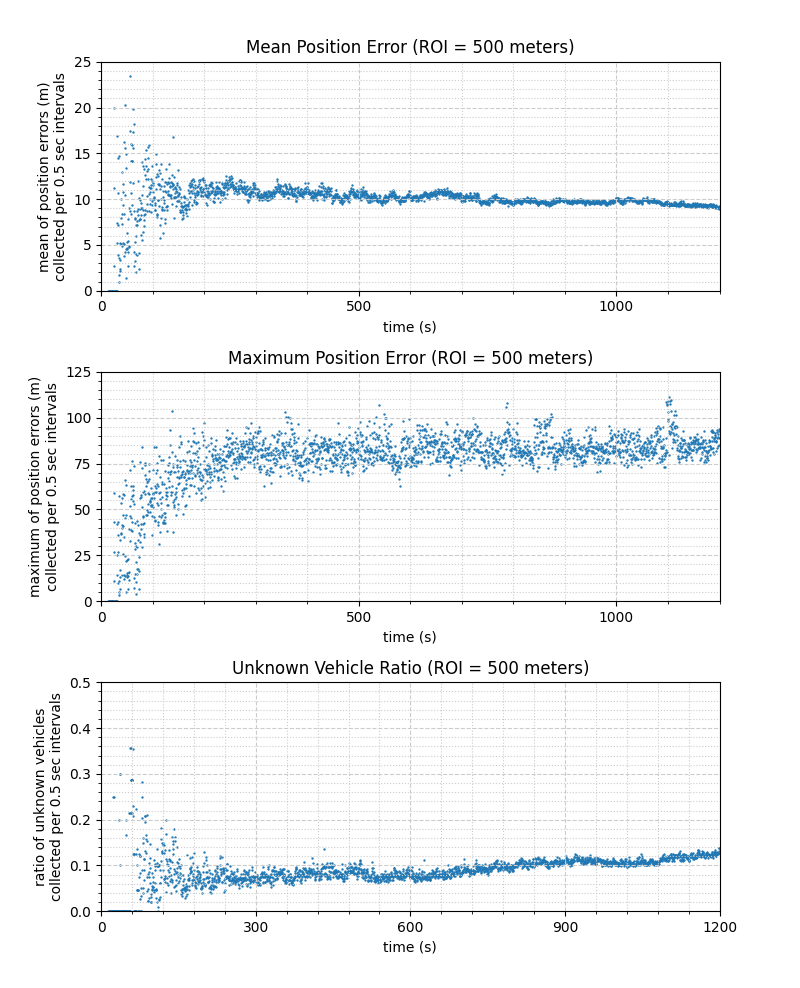 Mean Position Error (ROI = 500 meters)
mean of position errors (m)
collected per 0.5 sec intervals
25
20
15
10
5
0
0 500 1000
time (s)
Maximum Position Error (ROI = 500 meters)
maximum of position errors (m)
collected per 0.5 sec intervals
125
100
75
50
25
0
0 500 1000
time (s)
Unknown Vehicle Ratio (ROI = 500 meters)
ratio of unknown vehicles
collected per 0.5 sec intervals
0.5
0.4
0.3
0.2
0.1
0.0
0 300 600 900 1200
time (s)